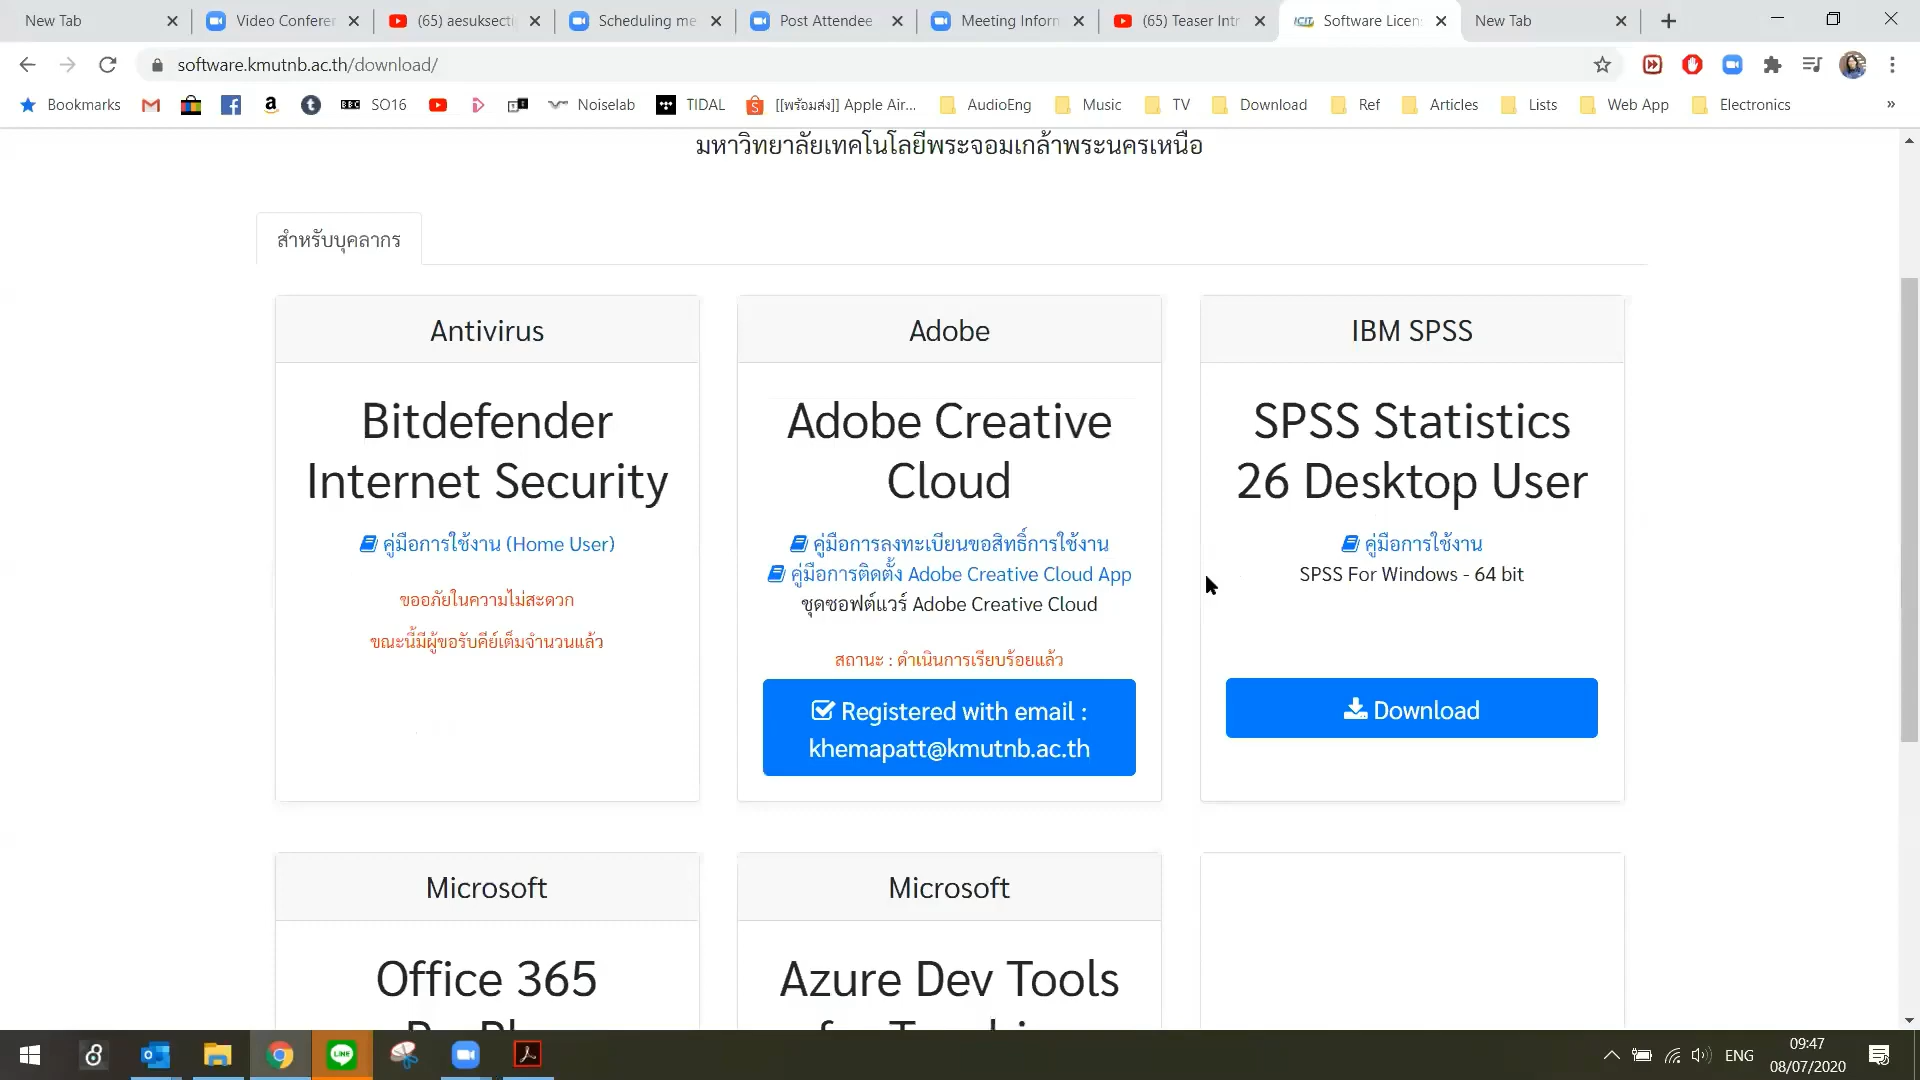 New Tab
Video Conferen
(65) aesuksecti
Scheduling me
Post Attendee
Meeting Inform
(65) Teaser Intr
ICIT
Software Licen
New Tab
software.kmutnb.ac.th/download/
Bookmarks
BBC SO16
Noiselab
TIDAL
[[พร้อมส่ง]] Apple Air...
AudioEng
Music
TV
Download
Ref
Articles
Lists
Web App
Electronics
»
มหาวิทยาลัยเทคโนโลยีพระจอมเกล้าพระนครเหนือ
สำหรับบุคลากร
Antivirus
Bitdefender
Internet Security
คู่มือการใช้งาน (Home User)
ขออภัยในความไม่สะดวก
ขณะนี้มีผู้ขอรับคีย์เต็มจำนวนแล้ว
Adobe
Adobe Creative
Cloud
คู่มือการลงทะเบียนขอสิทธิ์การใช้งาน
คู่มือการติดตั้ง Adobe Creative Cloud App
ชุดซอฟต์แวร์ Adobe Creative Cloud
สถานะ : ดำเนินการเรียบร้อยแล้ว
Registered with email :
khemapatt@kmutnb.ac.th
IBM SPSS
SPSS Statistics
26 Desktop User
คู่มือการใช้งาน
SPSS For Windows - 64 bit
Download
Microsoft
Office 365
Microsoft
Azure Dev Tools
LINE
ENG
09:47
08/07/2020